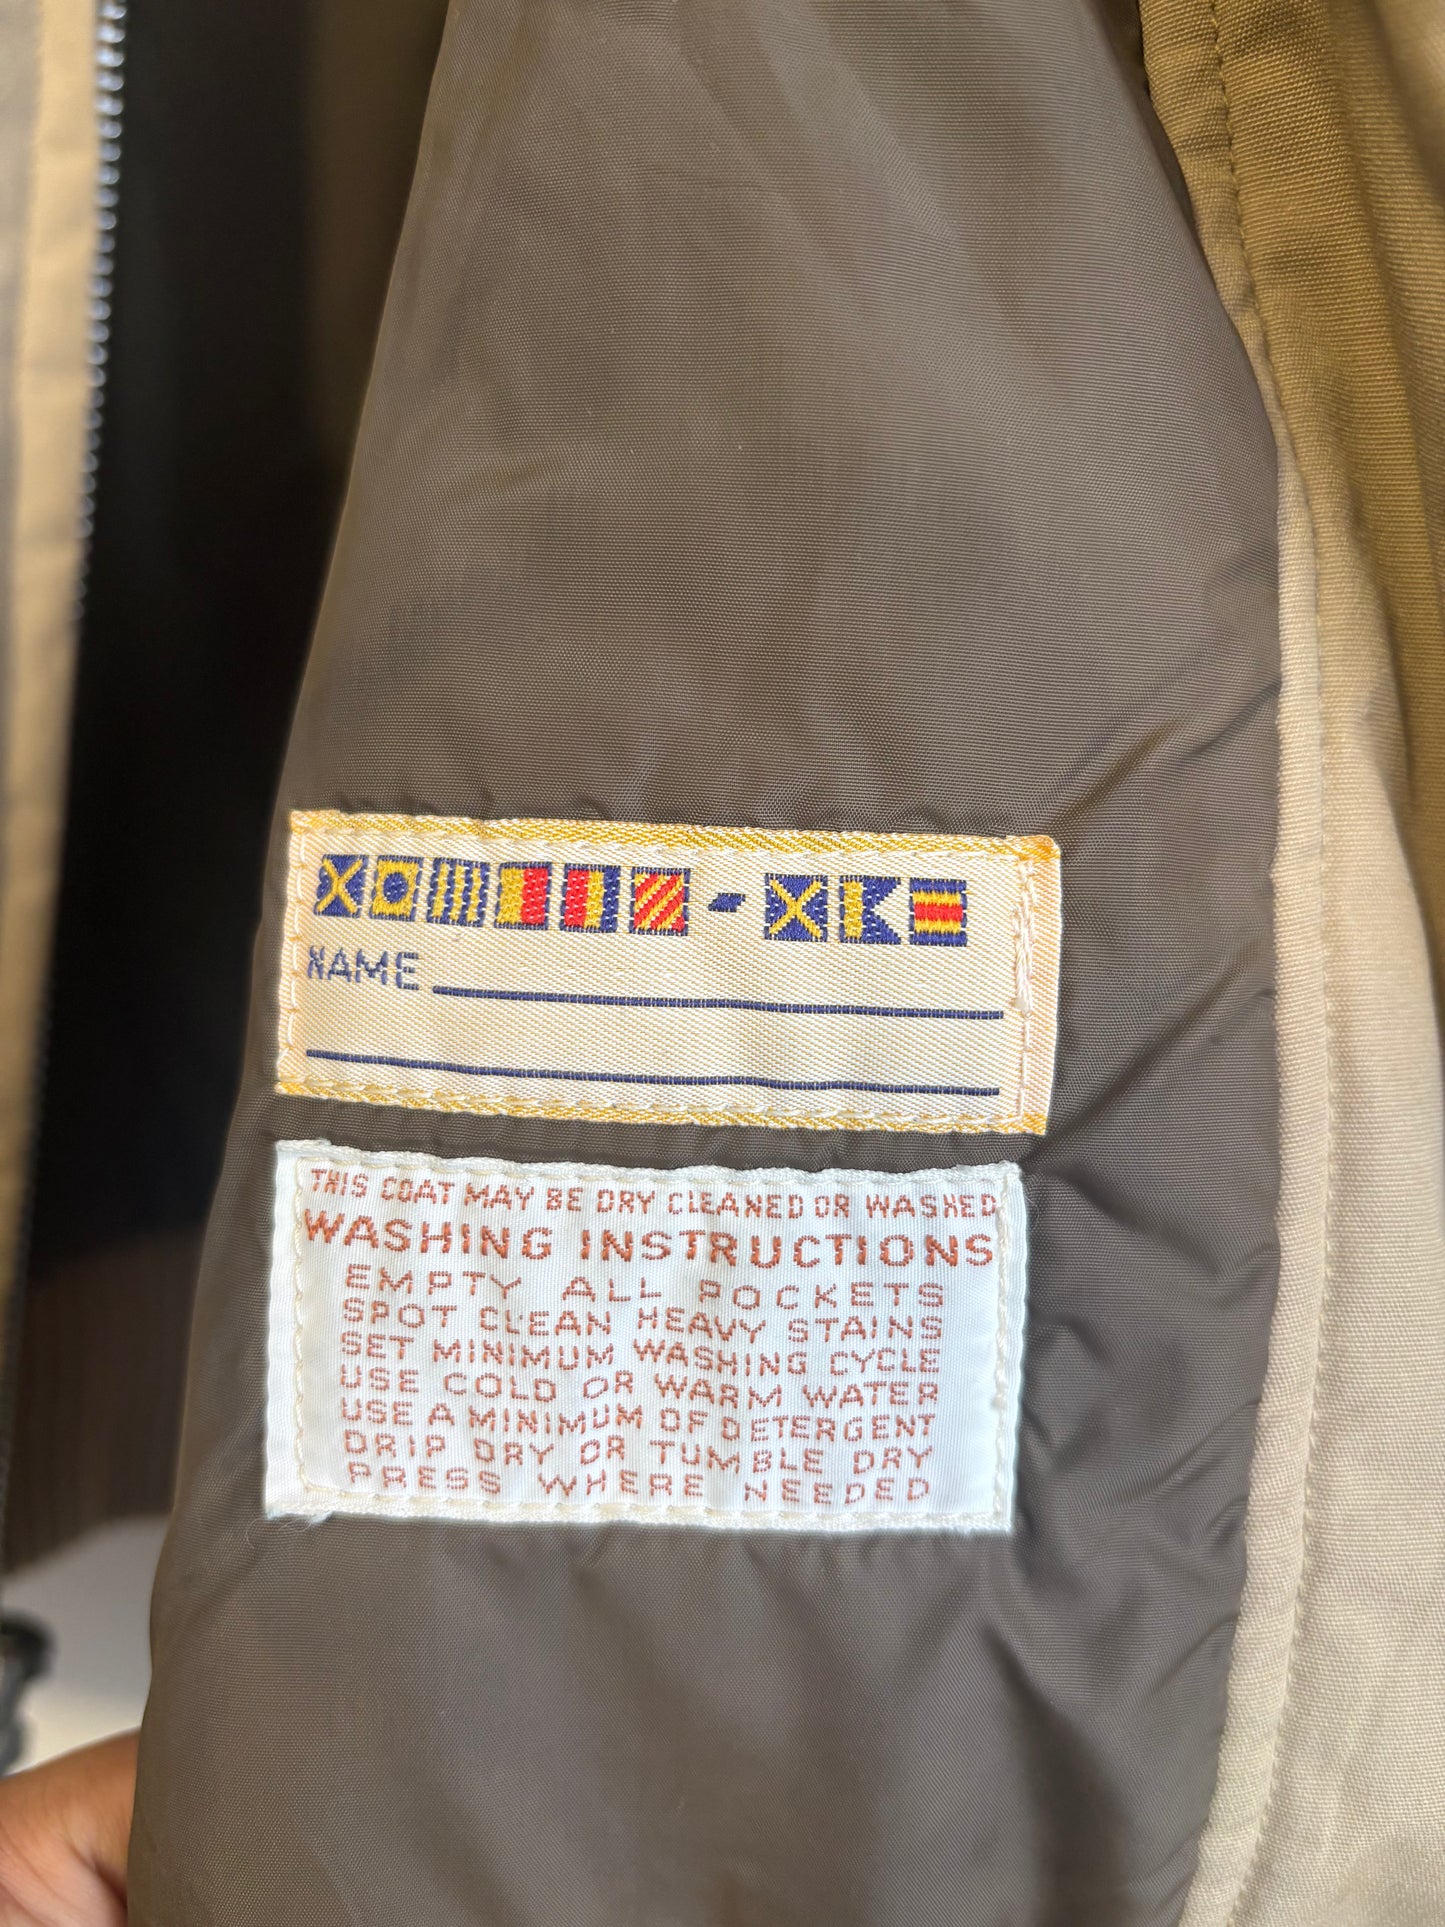 NAME
THIS COAT MAY BE DRY CLEANED OR WASHED
WASHING INSTRUCTIONS
EMPTY ALL POCKETS
SPOT CLEAN HEAVY STAINS
SET MINIMUM WASHING CYCLE
USE COLD OR WARM WATER
USE A MINIMUM OF DETERGENT
DRIP DRY OR TUMBLE DRY
PRESS WHERE NEEDED